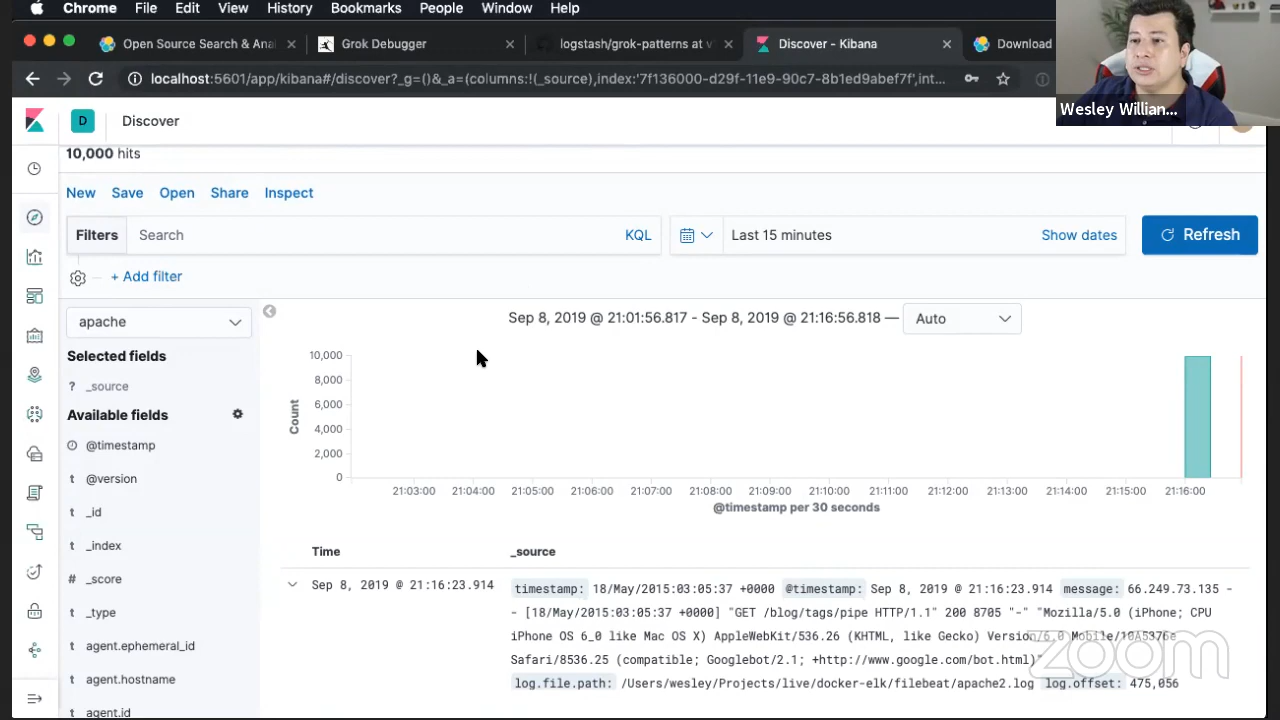 Chrome File Edit View History Bookmarks People Window Help
Open Source Search & Ana
Grok Debugger
logstash/grok-patterns at v
Discover - Kibana
Download
localhost:5601/app/kibana#/discover?_g=()&_a=(columns:!(_source),index:'7f136000-d29f-11e9-90c7-8b1ed9abef7f',int...
Wesley Willian...
D Discover
10,000 hits
New Save Open Share Inspect
Filters Search KQL Last 15 minutes Show dates Refresh
+ Add filter
apache
Sep 8, 2019 @ 21:01:56.817 - Sep 8, 2019 @ 21:16:56.818 — Auto
Selected fields
? _source
Available fields
@timestamp
t @version
t _id
t _index
# _score
t _type
t agent.ephemeral_id
t agent.hostname
t agent.id
Count
10,000
8,000
6,000
4,000
2,000
0
21:03:00 21:04:00 21:05:00 21:06:00 21:07:00 21:08:00 21:09:00 21:10:00 21:11:00 21:12:00 21:13:00 21:14:00 21:15:00 21:16:00
@timestamp per 30 seconds
Time _source
Sep 8, 2019 @ 21:16:23.914
timestamp: 18/May/2015:03:05:37 +0000 @timestamp: Sep 8, 2019 @ 21:16:23.914 message: 66.249.73.135 -
- [18/May/2015:03:05:37 +0000] "GET /blog/tags/pipe HTTP/1.1" 200 8705 "-" "Mozilla/5.0 (iPhone; CPU
iPhone OS 6_0 like Mac OS X) AppleWebKit/536.26 (KHTML, like Gecko) Version/6.0 Mobile/10A5376e
Safari/8536.25 (compatible; Googlebot/2.1; +http://www.google.com/bot.html)"
log.file.path: /Users/wesley/Projects/live/docker-elk/filebeat/apache2.log log.offset: 475,056
zoom